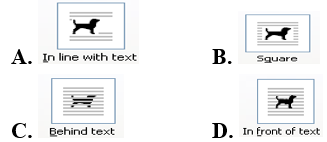 A. In line with text
B. Square
C. Behind text
D. In front of text